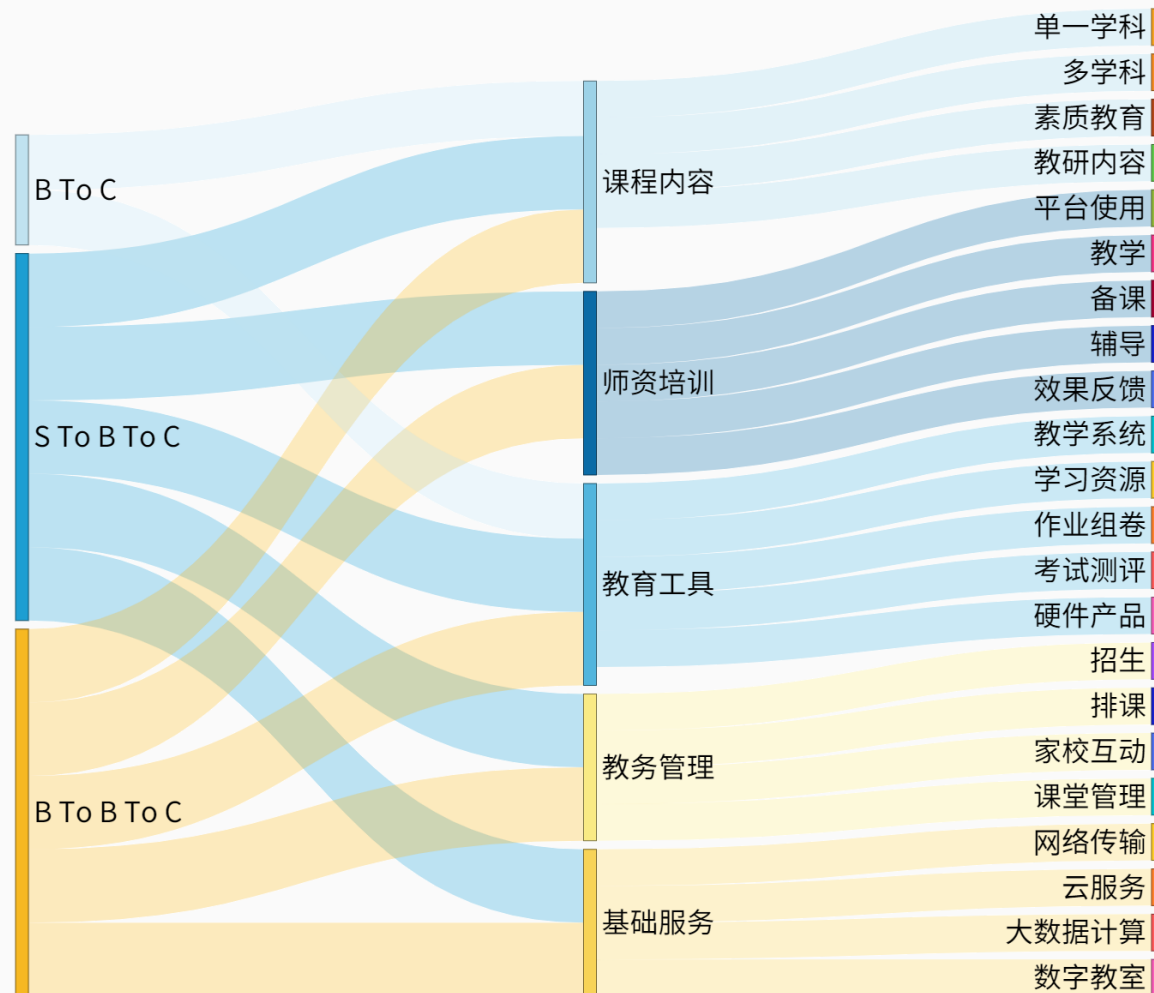 B To C
S To B To C
B To B To C
课程内容
师资培训
教育工具
教务管理
基础服务
单一学科
多学科
素质教育
教研内容
平台使用
教学
备课
辅导
效果反馈
教学系统
学习资源
作业组卷
考试测评
硬件产品
招生
排课
家校互动
课堂管理
网络传输
云服务
大数据计算
数字教室